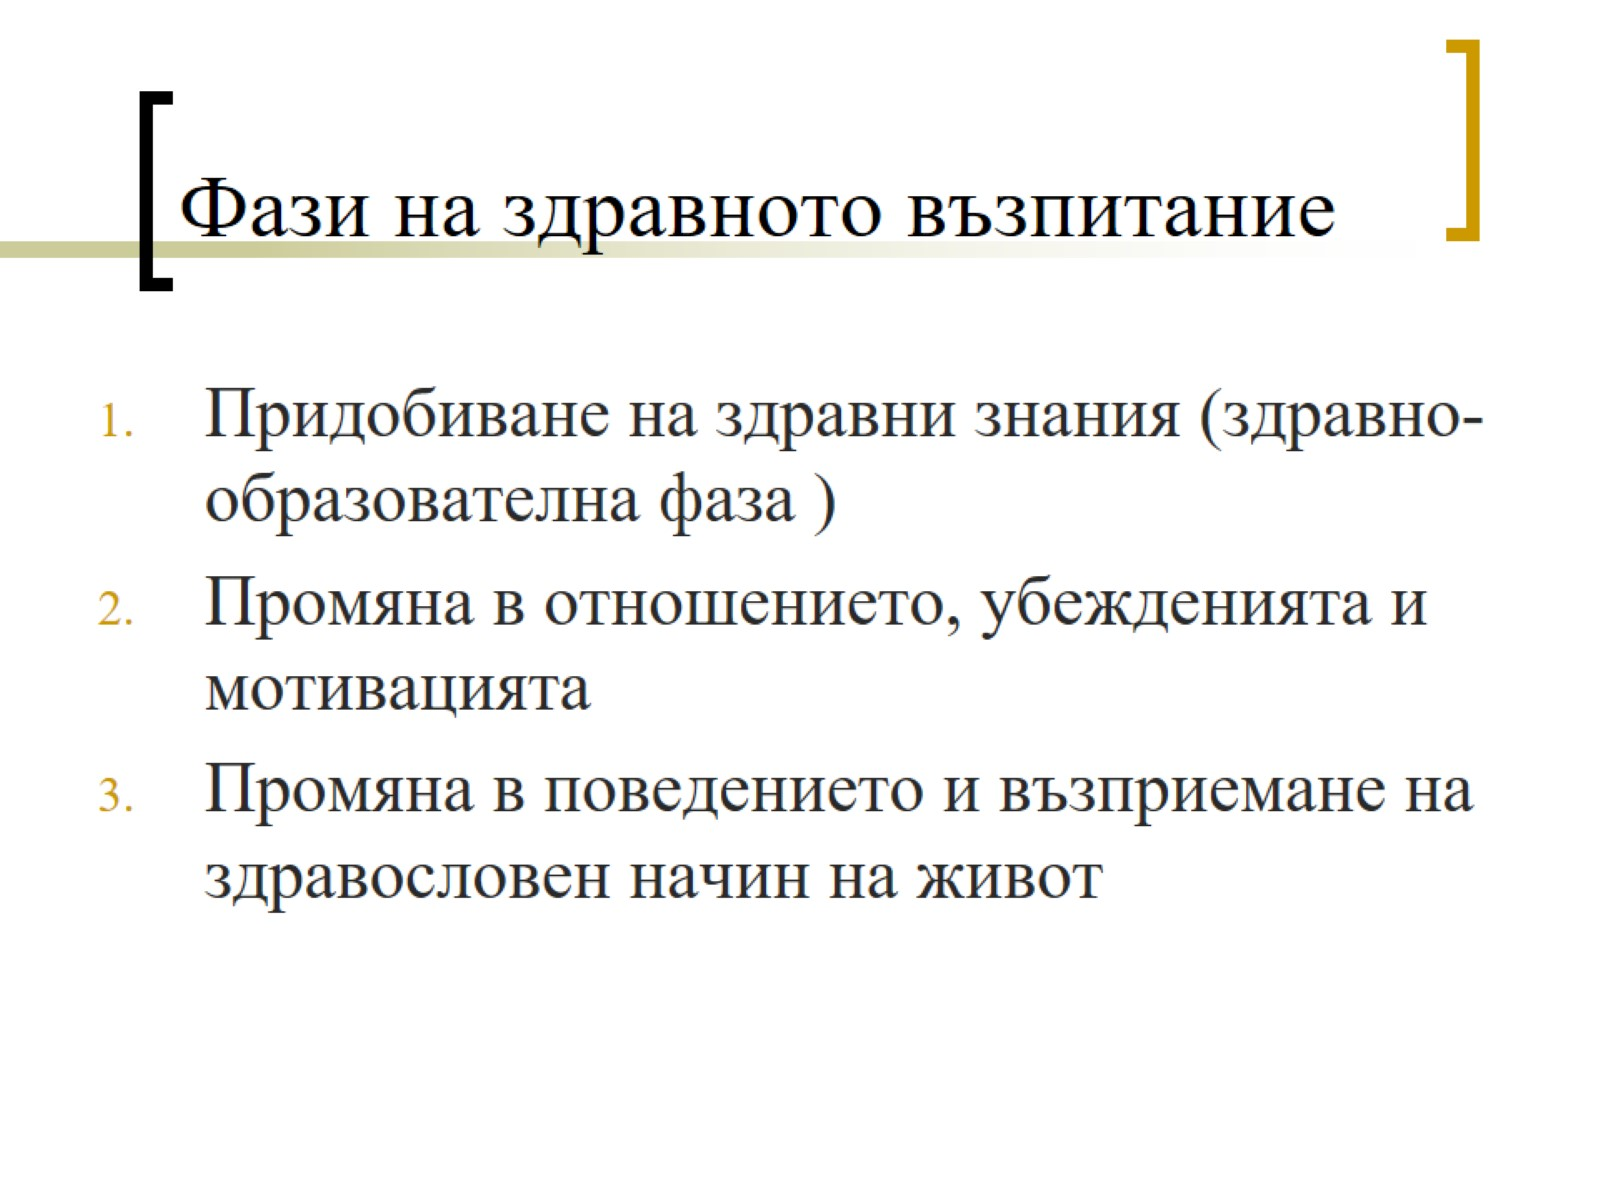 Фази на здравното възпитание
1. Придобиване на здравни знания (здравно-
образователна фаза )
2. Промяна в отношението, убежденията и
мотивацията
3. Промяна в поведението и възприемане на
здравословен начин на живот